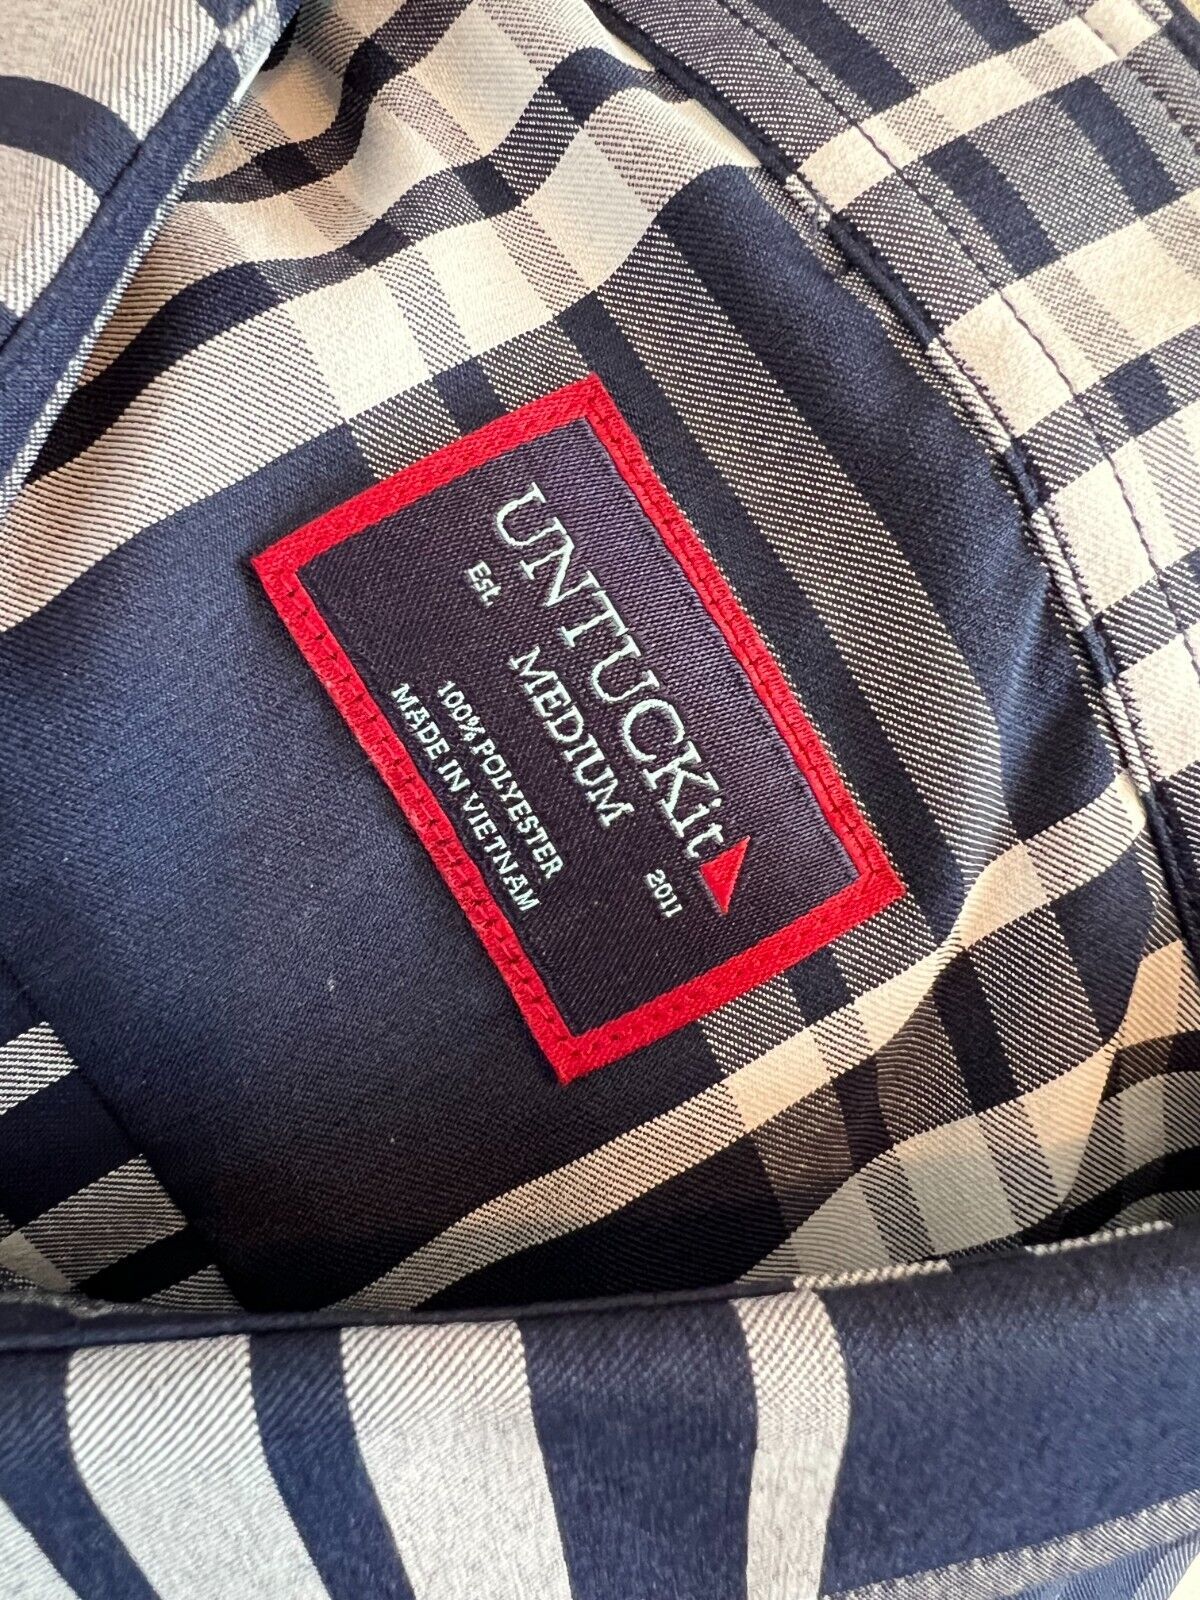 UNTUCKit
Est. 2011
MEDIUM
100% POLYESTER
MADE IN VIETNAM